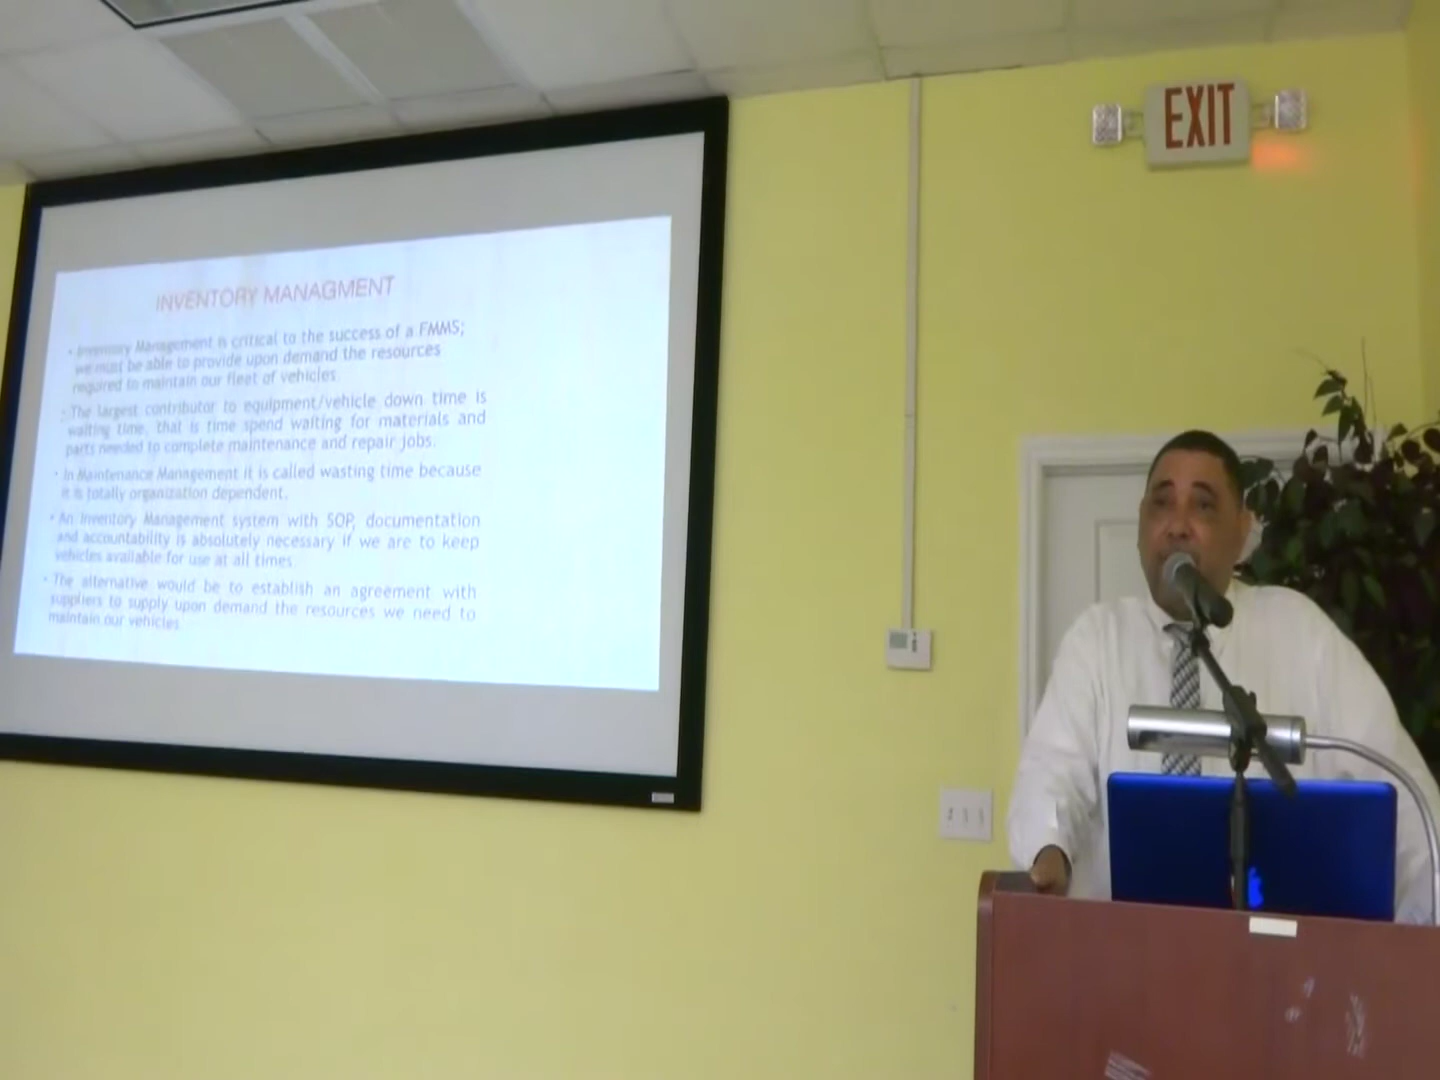 EXIT
INVENTORY MANAGMENT
• Inventory Management is critical to the success of a FMMS;
we must be able to provide upon demand the resources
required to maintain our fleet of vehicles.
• The largest contributor to equipment/vehicle down time is
waiting time, that is time spend waiting for materials and
parts needed to complete maintenance and repair jobs.
• In Maintenance Management it is called wasting time because
it is totally organization dependent.
• An Inventory Management system with SOP, documentation
and accountability is absolutely necessary if we are to keep
vehicles available for use at all times.
• The alternative would be to establish an agreement with
suppliers to supply upon demand the resources we need to
maintain our vehicles